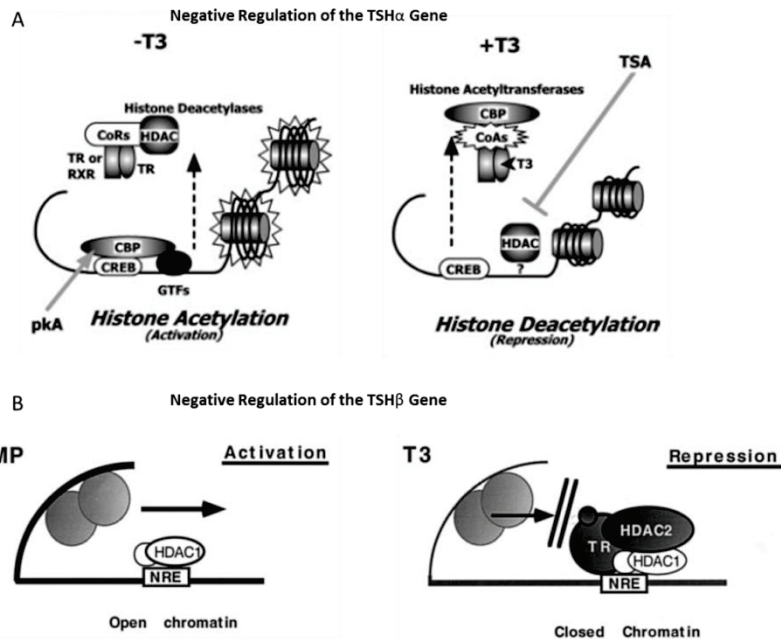 A
Negative Regulation of the TSHα Gene
-T3
+T3
TSA
Histone Deacetylases
CoRs
HDAC
TR or
RXR
TR
CBP
CREB
GTFs
pkA
Histone Acetylation
(Activation)
Histone Acetyltransferases
CBP
CoAs
T3
HDAC
?
CREB
Histone Deacetylation
(Repression)
B
Negative Regulation of the TSHβ Gene
MP
Activation
HDAC1
NRE
Open chromatin
T3
Repression
HDAC2
TR
HDAC1
NRE
Closed Chromatin